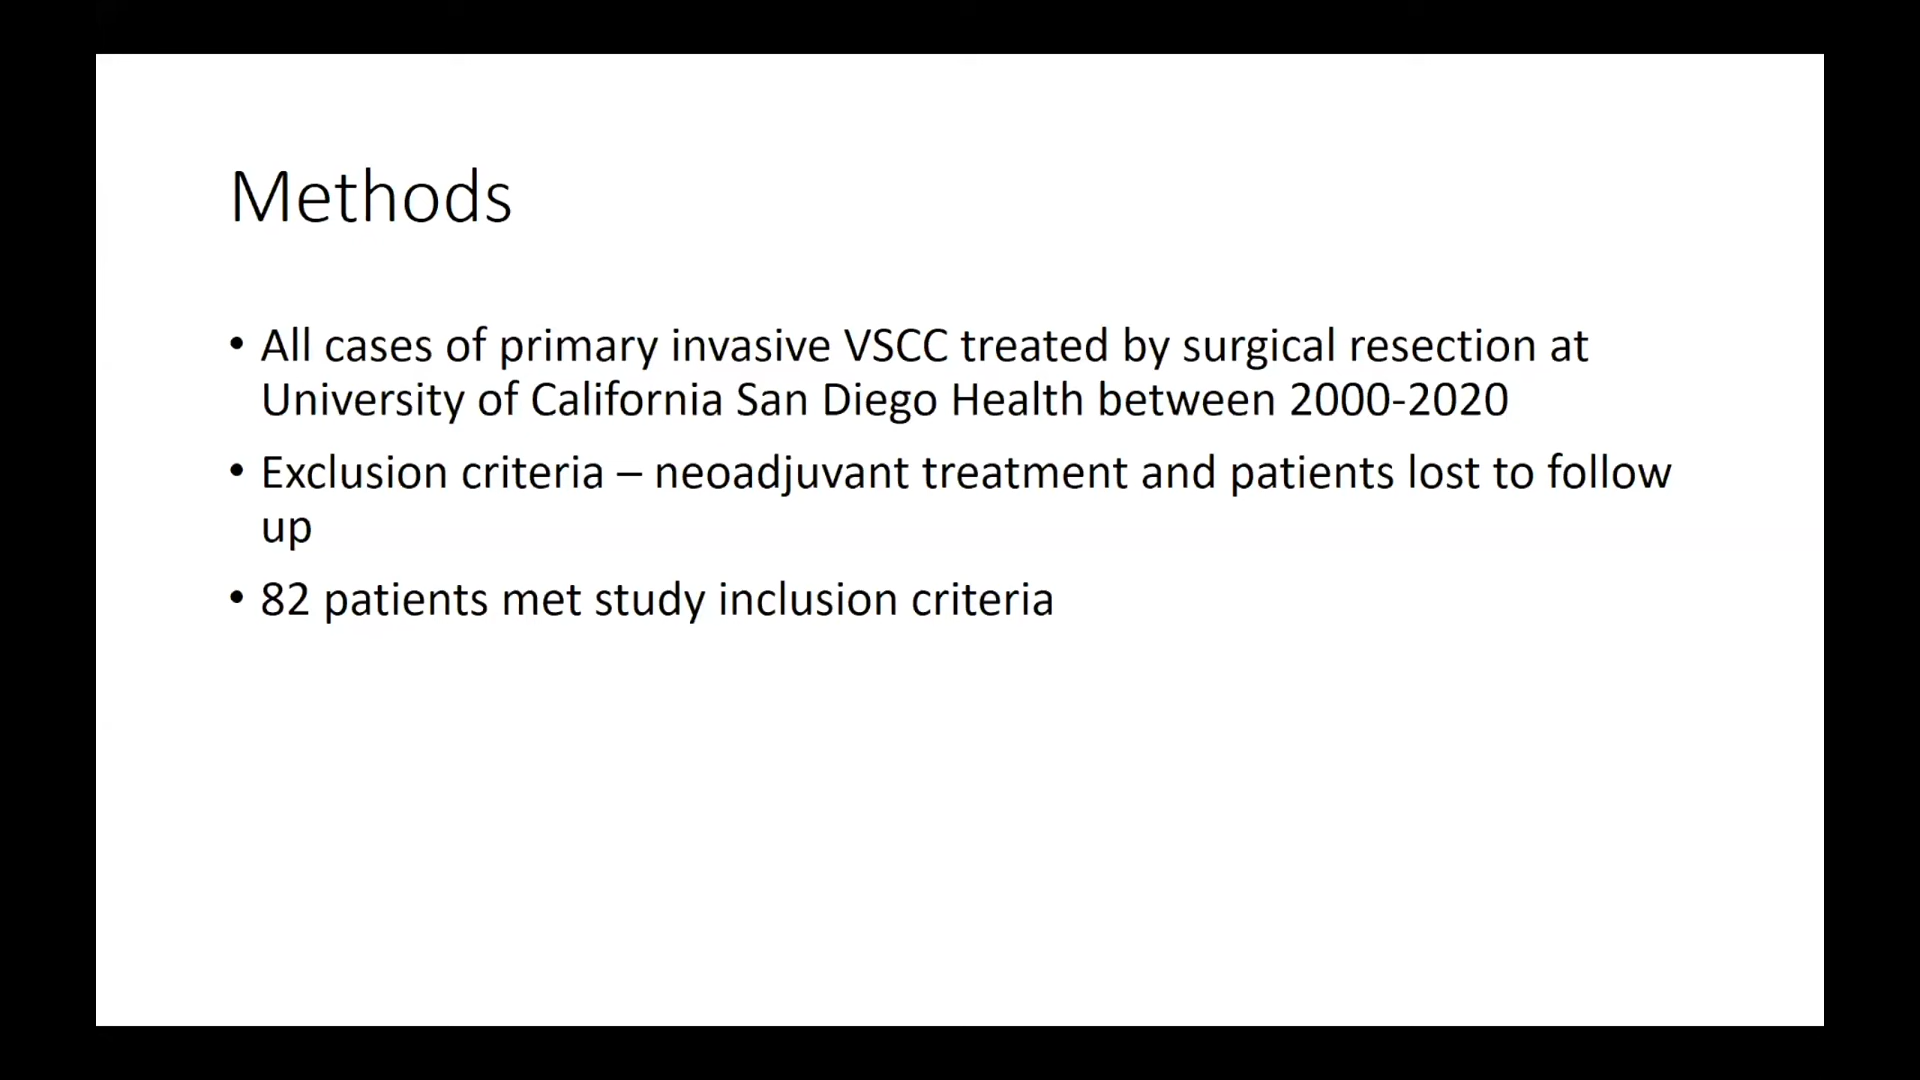 Methods
• All cases of primary invasive VSCC treated by surgical resection at
University of California San Diego Health between 2000-2020
• Exclusion criteria – neoadjuvant treatment and patients lost to follow
up
• 82 patients met study inclusion criteria